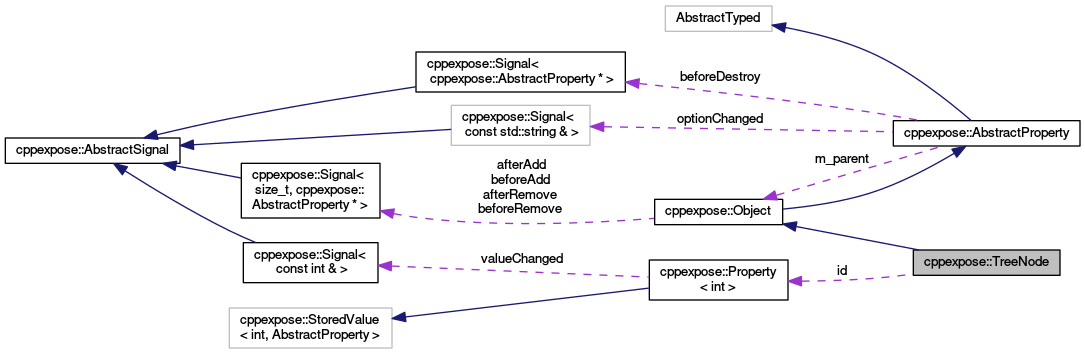 AbstractTyped
cppexpose::Signal<
cppexpose::AbstractProperty * >
beforeDestroy
cppexpose::Signal<
const std::string & >
optionChanged
cppexpose::AbstractProperty
cppexpose::AbstractSignal
m_parent
cppexpose::Signal<
size_t, cppexpose::
AbstractProperty * >
afterAdd
beforeAdd
afterRemove
beforeRemove
cppexpose::Object
cppexpose::Signal<
const int & >
valueChanged
cppexpose::Property
< int >
id
cppexpose::TreeNode
cppexpose::StoredValue
< int, AbstractProperty >